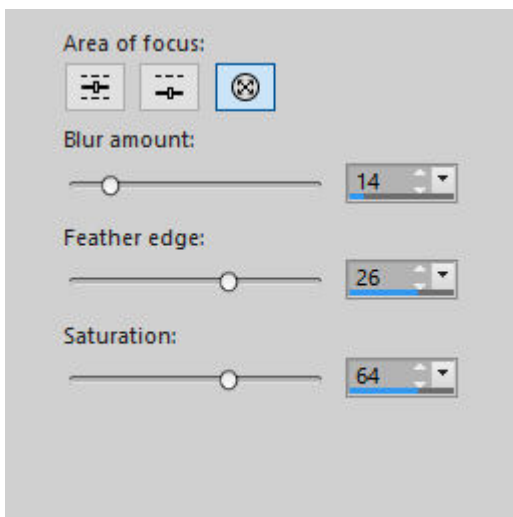 Area of focus:
Blur amount:
14
Feather edge:
26
Saturation:
64